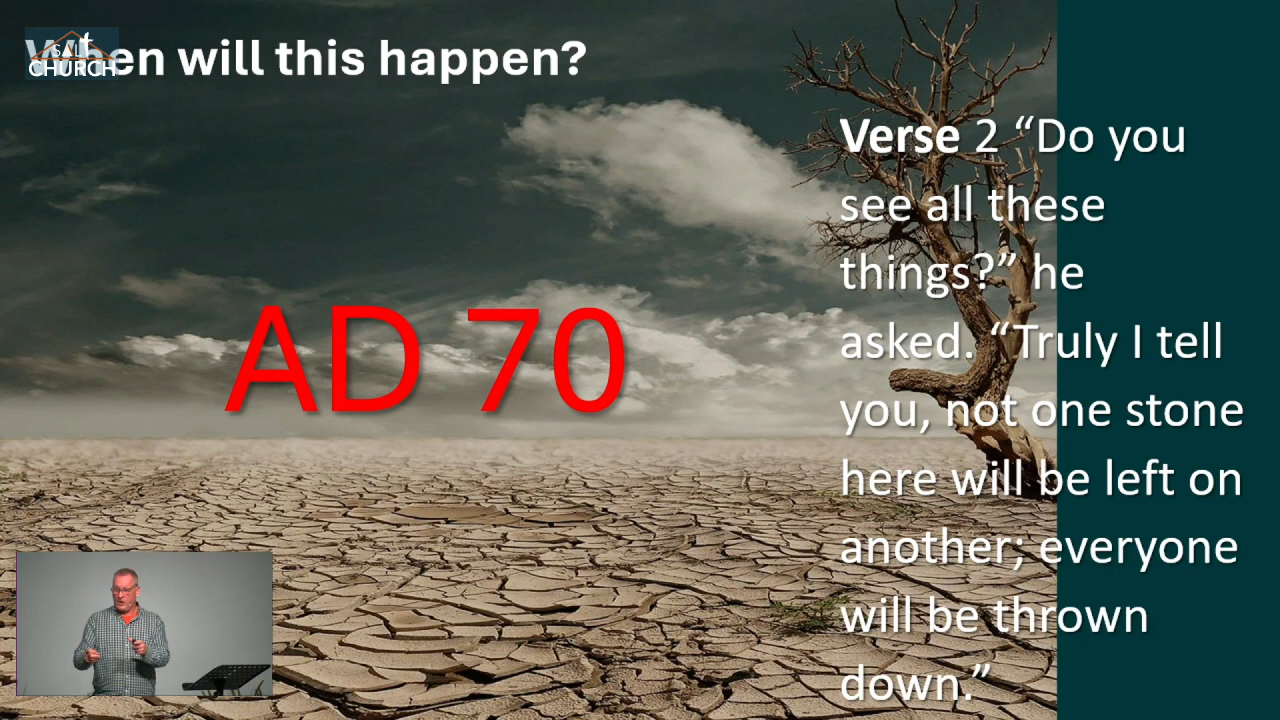 When will this happen?
SALT
CHURCH
AD 70
Verse 2 “Do you
see all these
things?” he
asked. “Truly I tell
you, not one stone
here will be left on
another; everyone
will be thrown
down.”